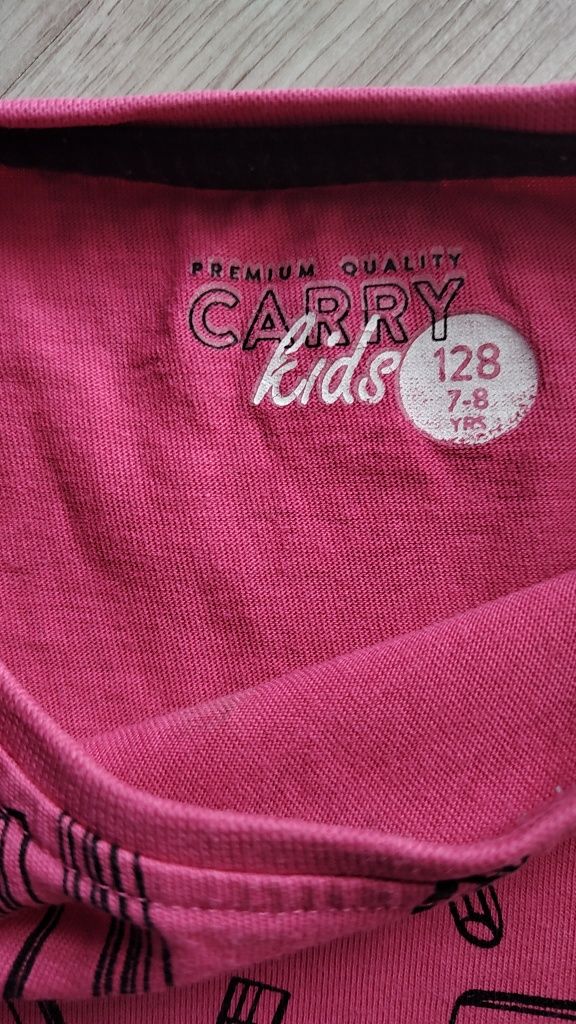 PREMIUM QUALITY
CARRY
kids
128
7-8
YRS